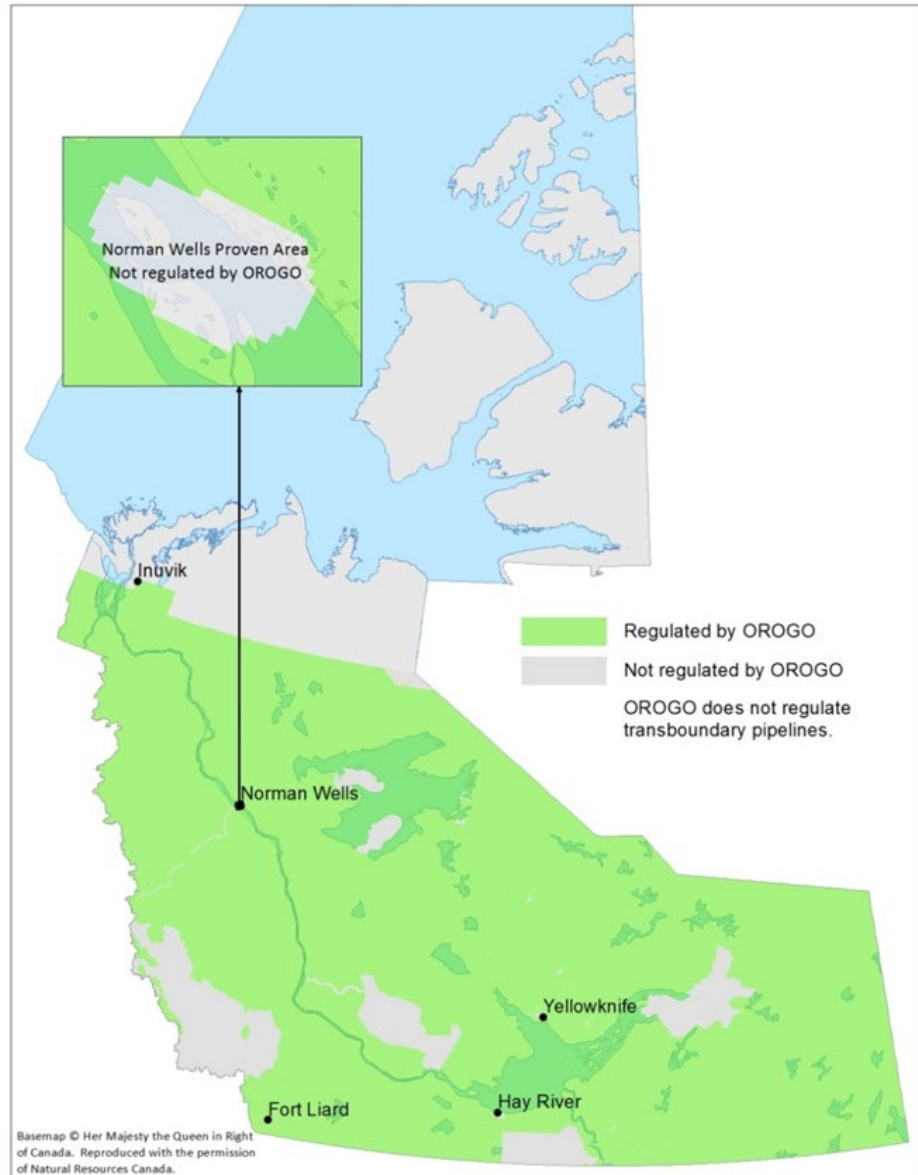 Norman Wells Proven Area
Not regulated by OROGO
Inuvik
Regulated by OROGO
Not regulated by OROGO
OROGO does not regulate
transboundary pipelines.
Norman Wells
Yellowknife
Hay River
Fort Liard
Basemap © Her Majesty the Queen in Right
of Canada. Reproduced with the permission
of Natural Resources Canada.